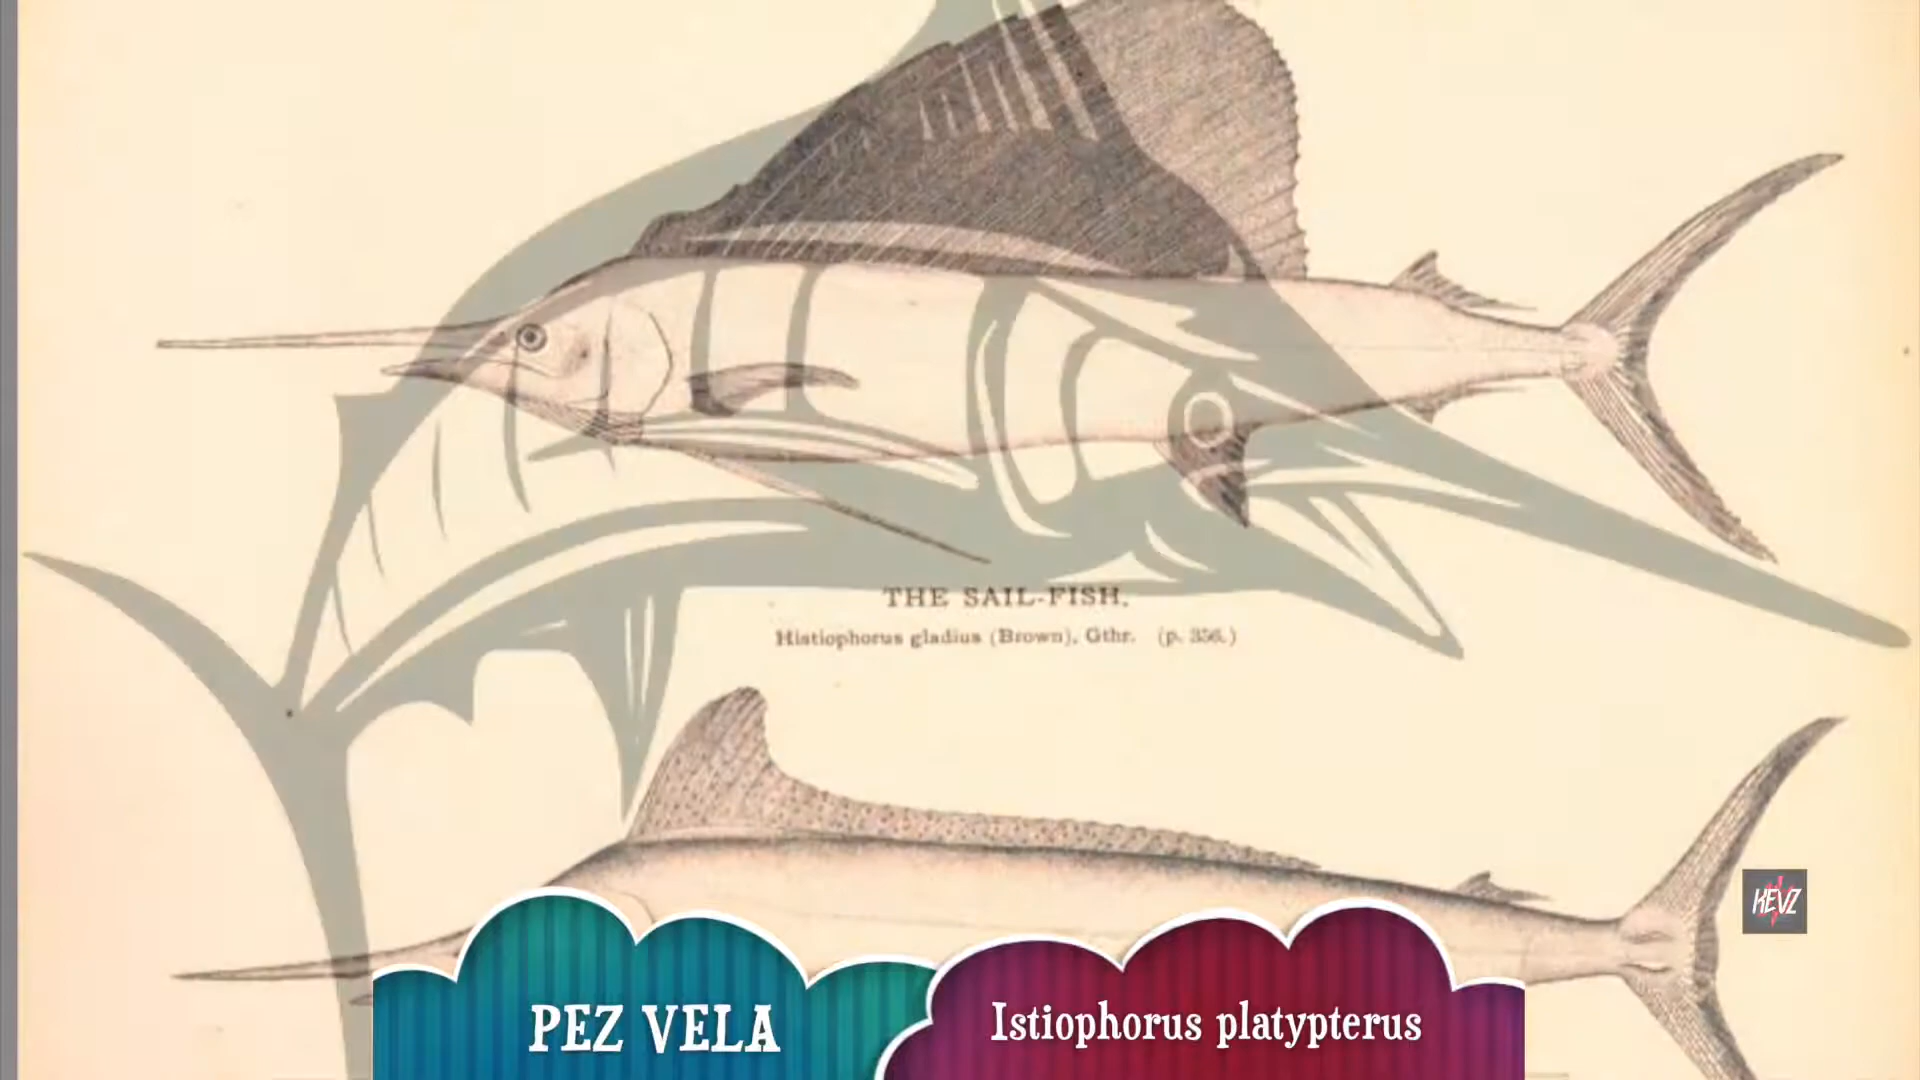 THE SAIL-FISH.
Histiophorus gladius (Brown), Gthr. (p. 356.)
KEVZ
PEZ VELA
Istiophorus platypterus